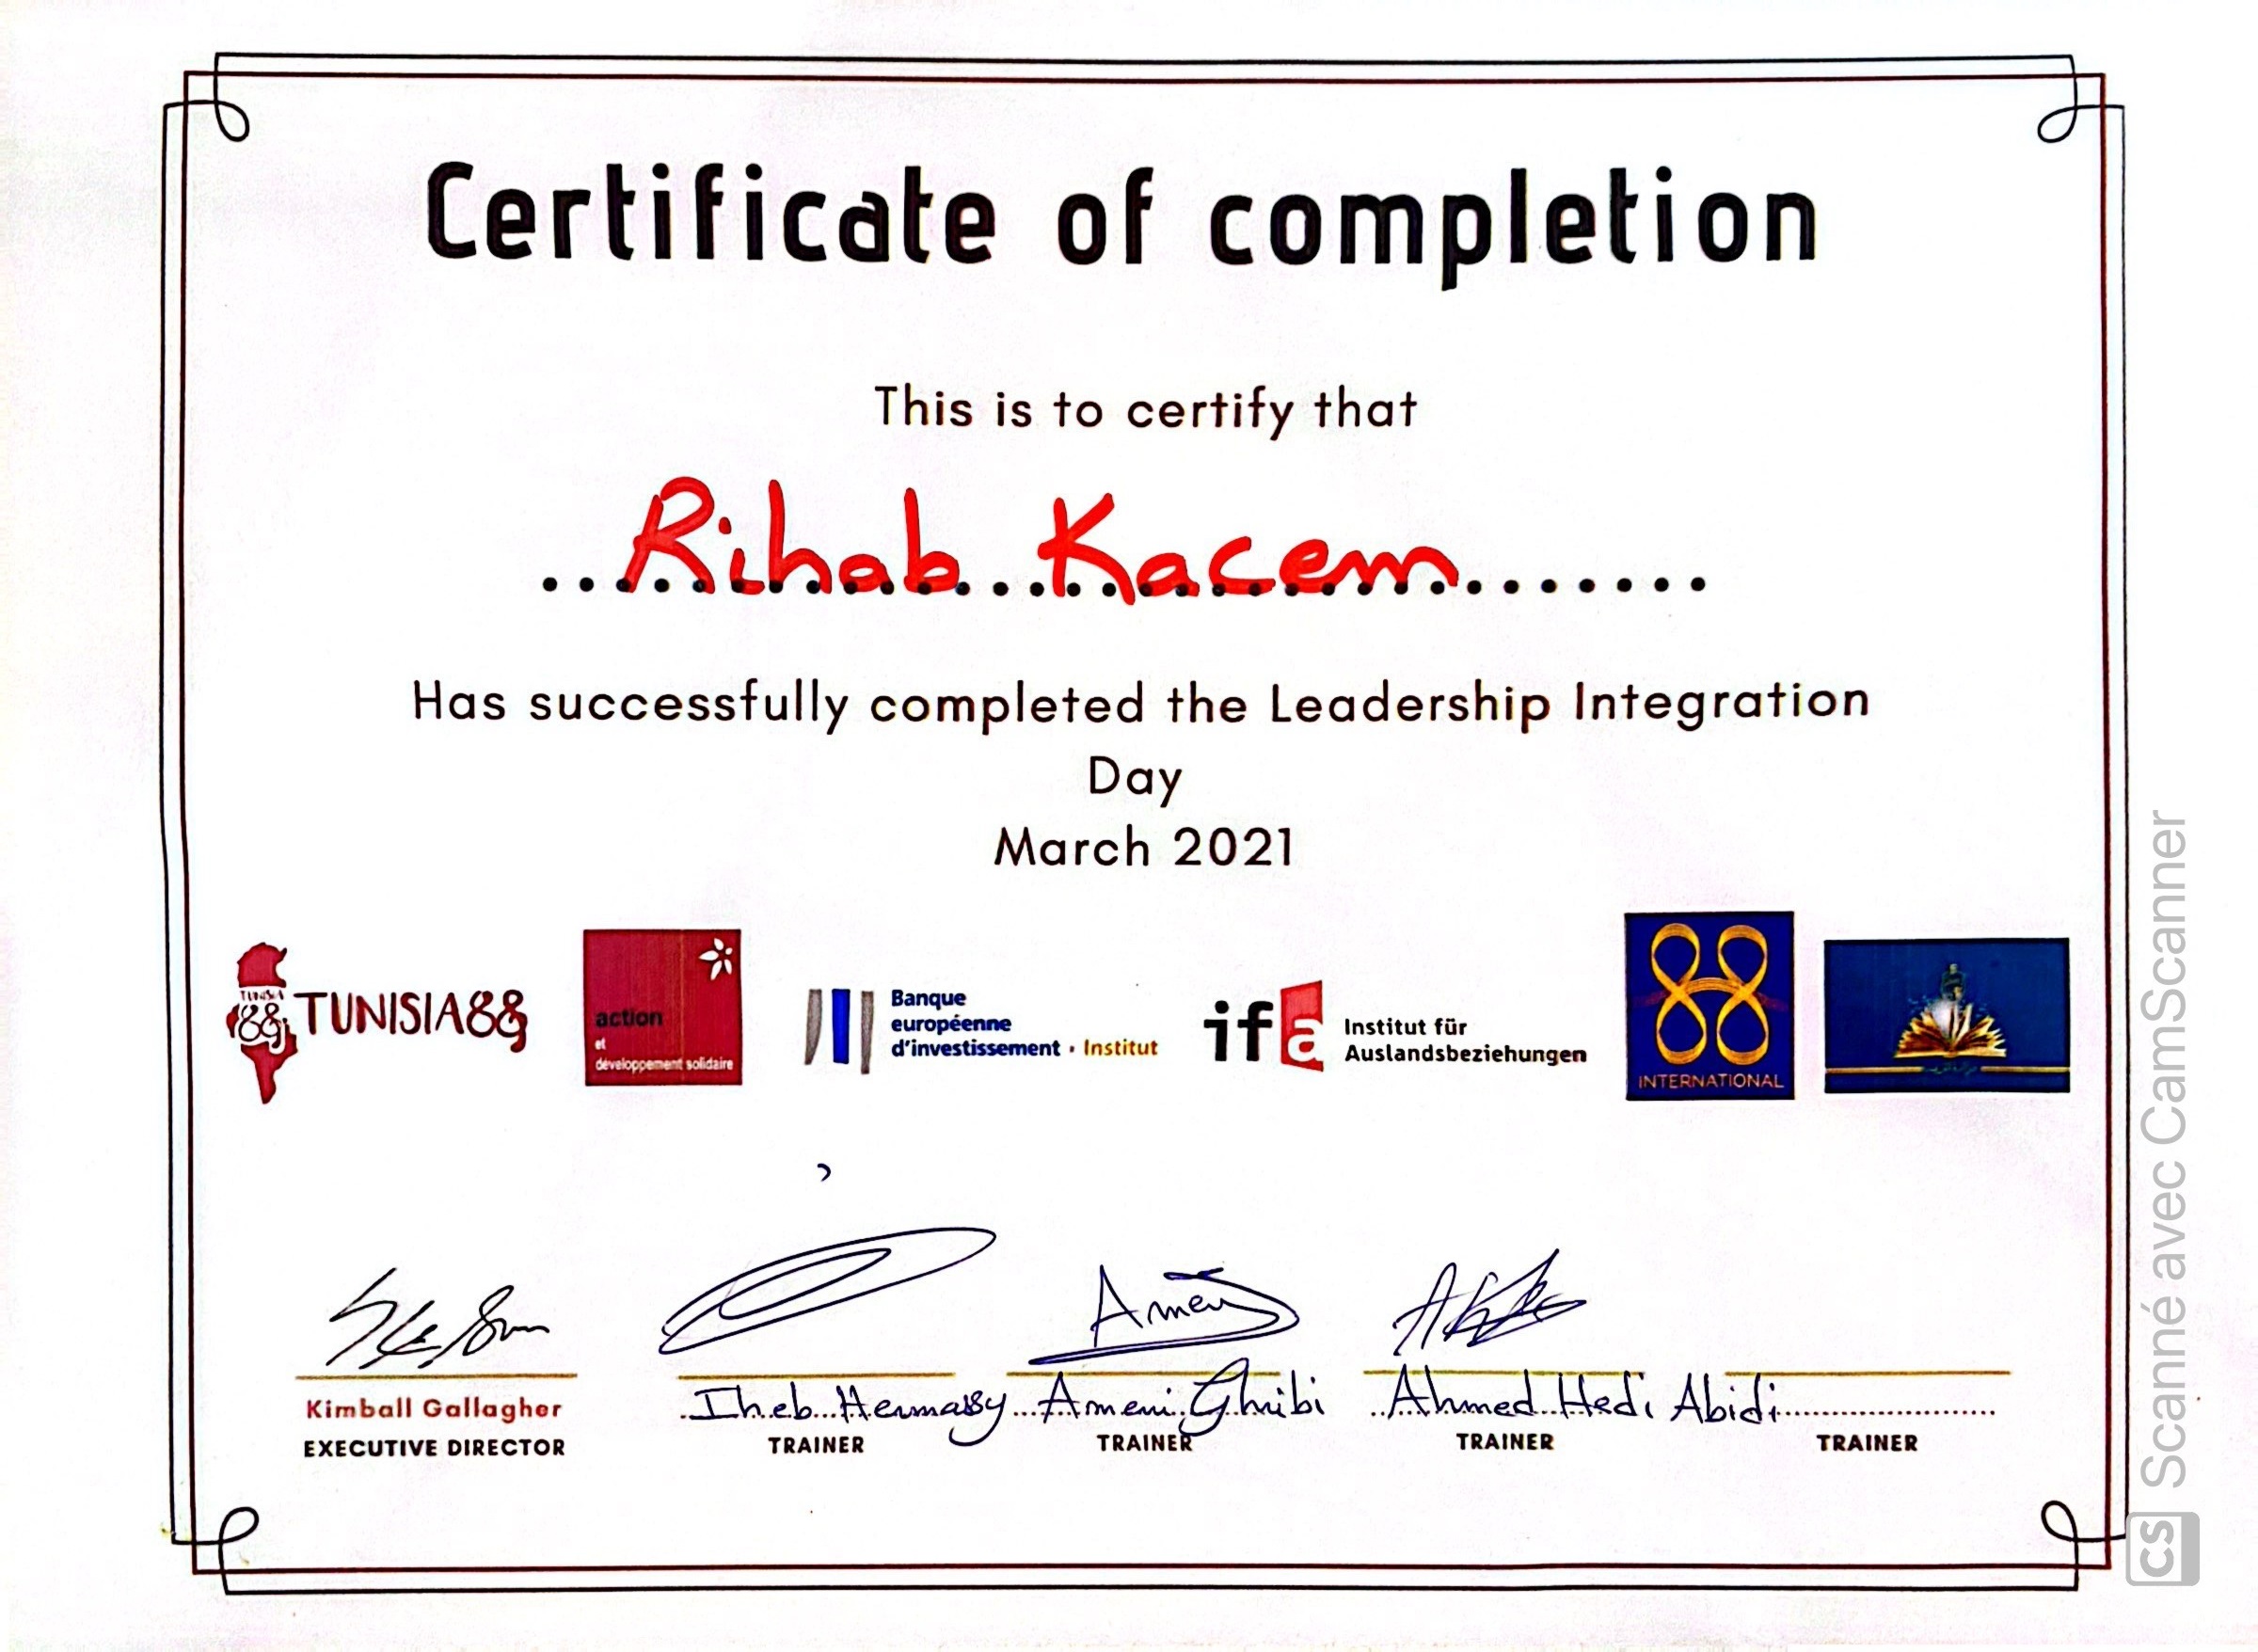 Certificate of completion
This is to certify that
Rihab Kacem
Has successfully completed the Leadership Integration
Day
March 2021
TUNISIA
88
TUNISIA88
action
et
développement solidaire
Banque
européenne
d'investissement • Institut
ifa
Institut für
Auslandsbeziehungen
88
INTERNATIONAL
Kimball Gallagher
EXECUTIVE DIRECTOR
Iheb Hermassy
TRAINER
Ameni
Ameni Ghribi
TRAINER
Ahmed Hedi Abidi
TRAINER
TRAINER
CS Scanné avec CamScanner